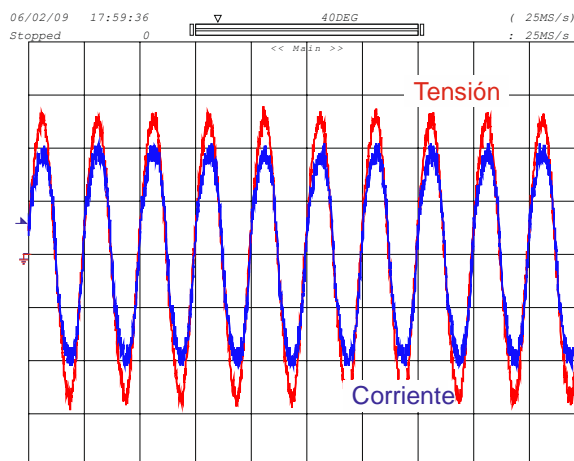 06/02/09 17:59:36 40DEG ( 25MS/s)
Stopped 0 : 25MS/s
<< Main >>
Tensión
Corriente